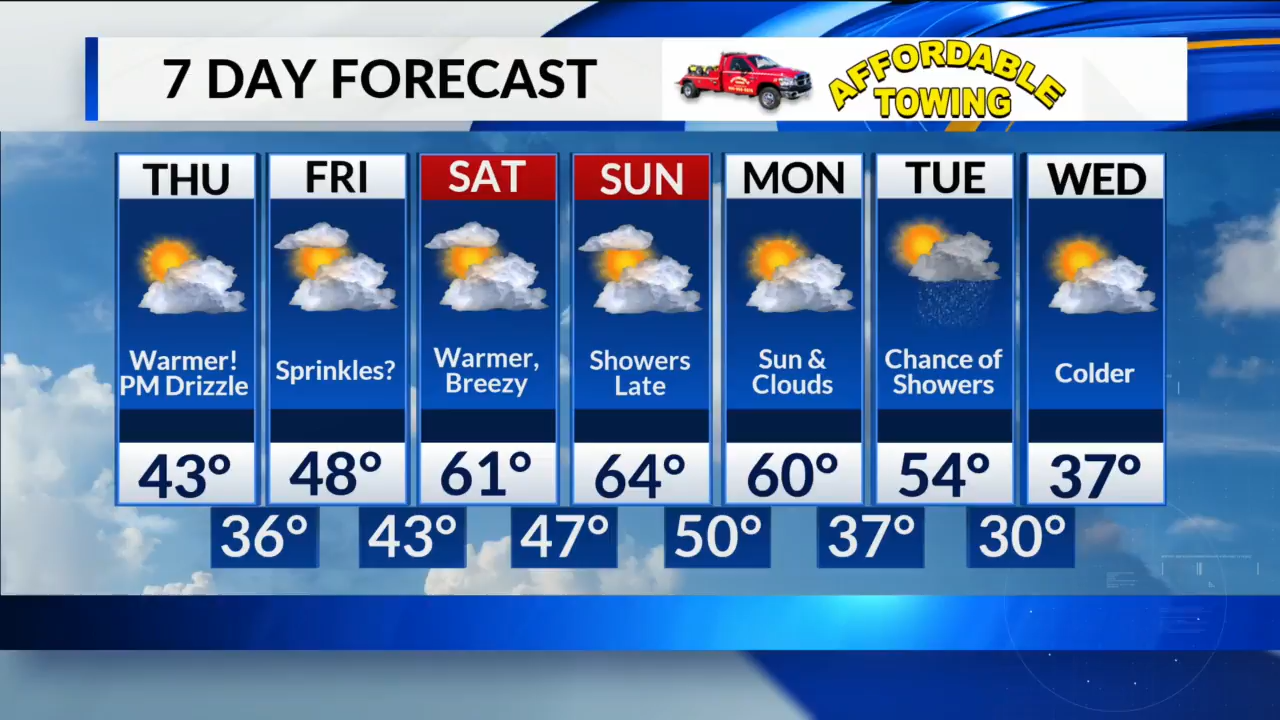 7 DAY FORECAST
AFFORDABLE
TOWING
THU
FRI
SAT
SUN
MON
TUE
WED
Warmer!
PM Drizzle
Sprinkles?
Warmer,
Breezy
Showers
Late
Sun &
Clouds
Chance of
Showers
Colder
43°
48°
61°
64°
60°
54°
37°
36°
43°
47°
50°
37°
30°